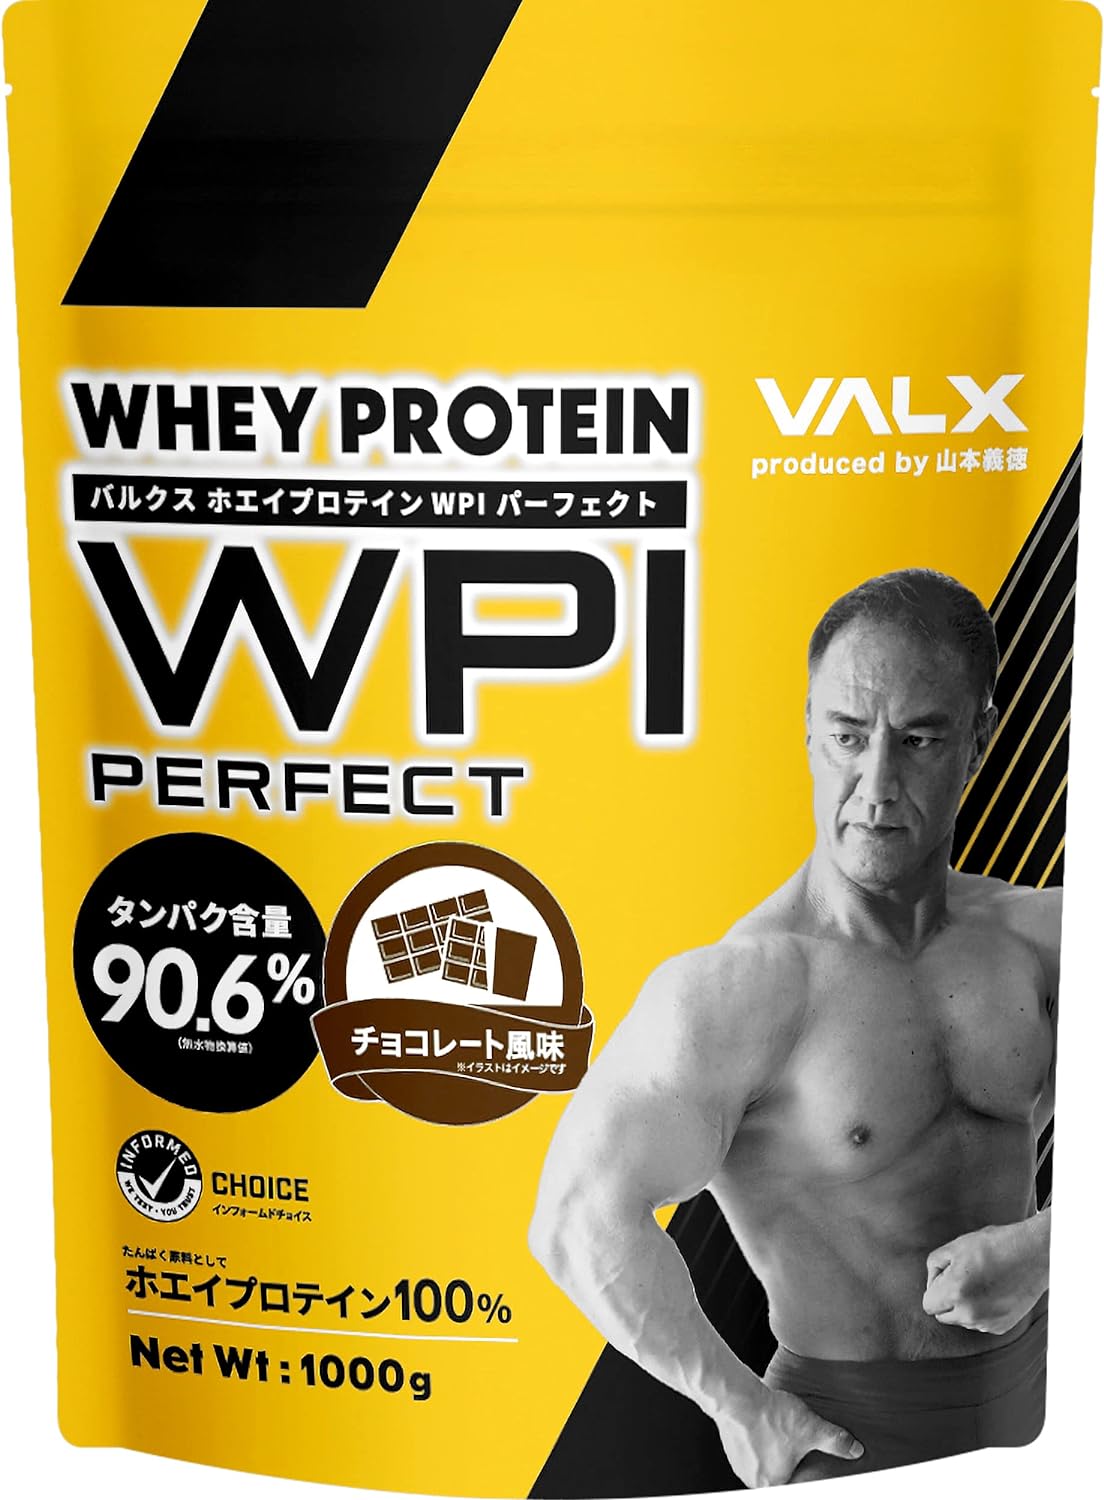 WHEY PROTEIN
バルクス ホエイプロテイン WPI パーフェクト
WPI
PERFECT
VALX
produced by 山本義徳
タンパク含量
90.6%
(無水物換算値)
チョコレート風味
※イラストはイメージです
INFORMED
WE TEST • YOU TRUST
CHOICE
インフォームドチョイス
たんぱく原料として
ホエイプロテイン100%
Net Wt : 1000g